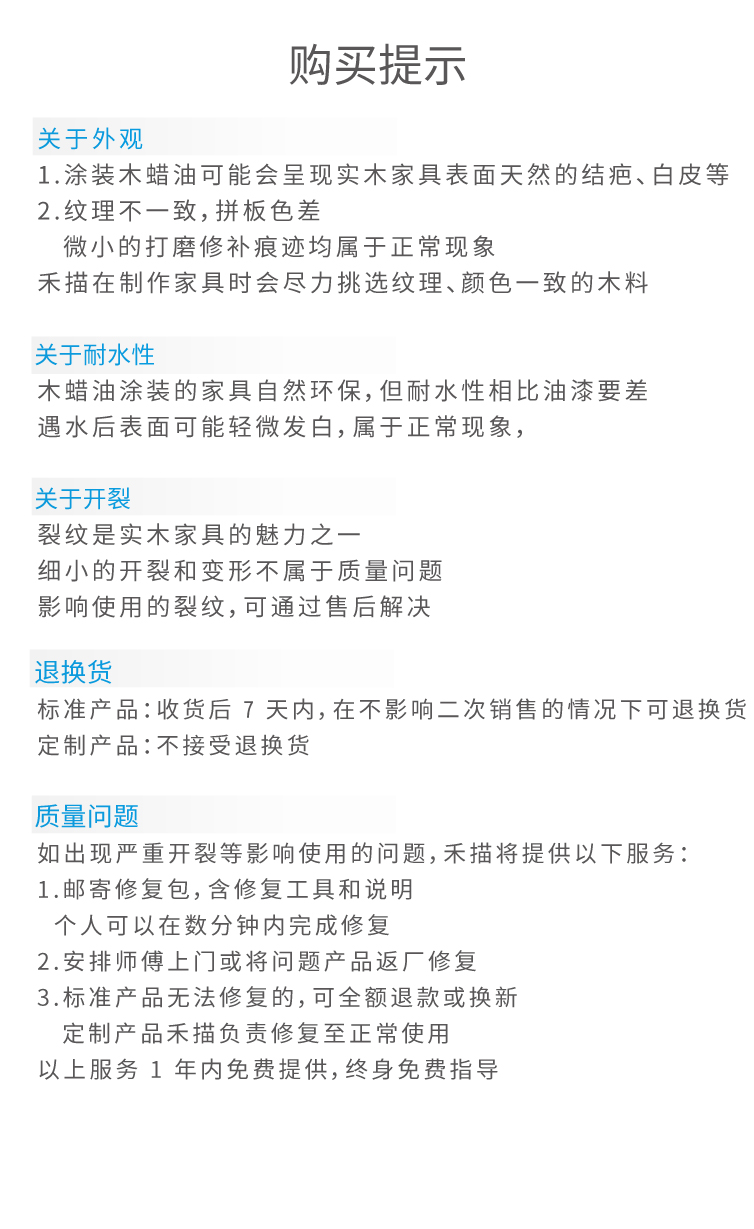 购买提示
关于外观
1.涂装木蜡油可能会呈现实木家具表面天然的结疤、白皮等
2.纹理不一致，拼板色差
微小的打磨修补痕迹均属于正常现象
禾描在制作家具时会尽力挑选纹理、颜色一致的木料
关于耐水性
木蜡油涂装的家具自然环保，但耐水性相比油漆要差
遇水后表面可能轻微发白，属于正常现象，
关于开裂
裂纹是实木家具的魅力之一
细小的开裂和变形不属于质量问题
影响使用的裂纹，可通过售后解决
退换货
标准产品：收货后 7 天内，在不影响二次销售的情况下可退换货
定制产品：不接受退换货
质量问题
如出现严重开裂等影响使用的问题，禾描将提供以下服务：
1.邮寄修复包，含修复工具和说明
个人可以在数分钟内完成修复
2.安排师傅上门或将问题产品返厂修复
3.标准产品无法修复的，可全额退款或换新
定制产品禾描负责修复至正常使用
以上服务 1 年内免费提供，终身免费指导